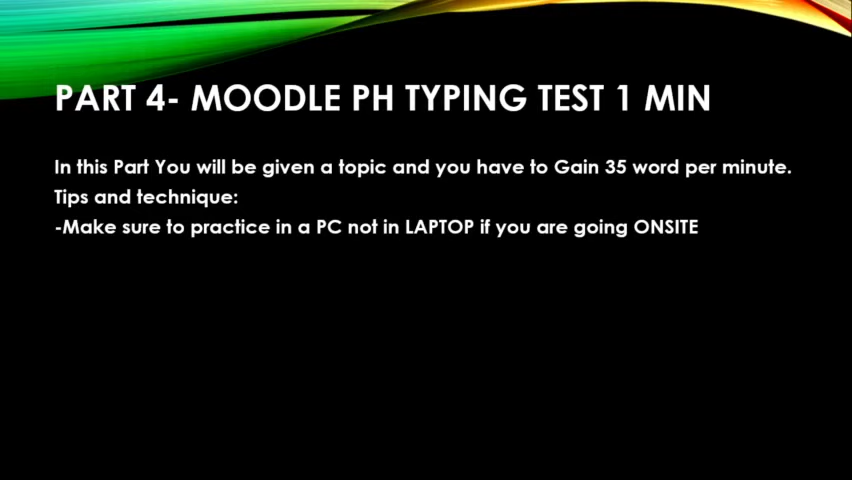 PART 4- MOODLE PH TYPING TEST 1 MIN
In this Part You will be given a topic and you have to Gain 35 word per minute.
Tips and technique:
-Make sure to practice in a PC not in LAPTOP if you are going ONSITE